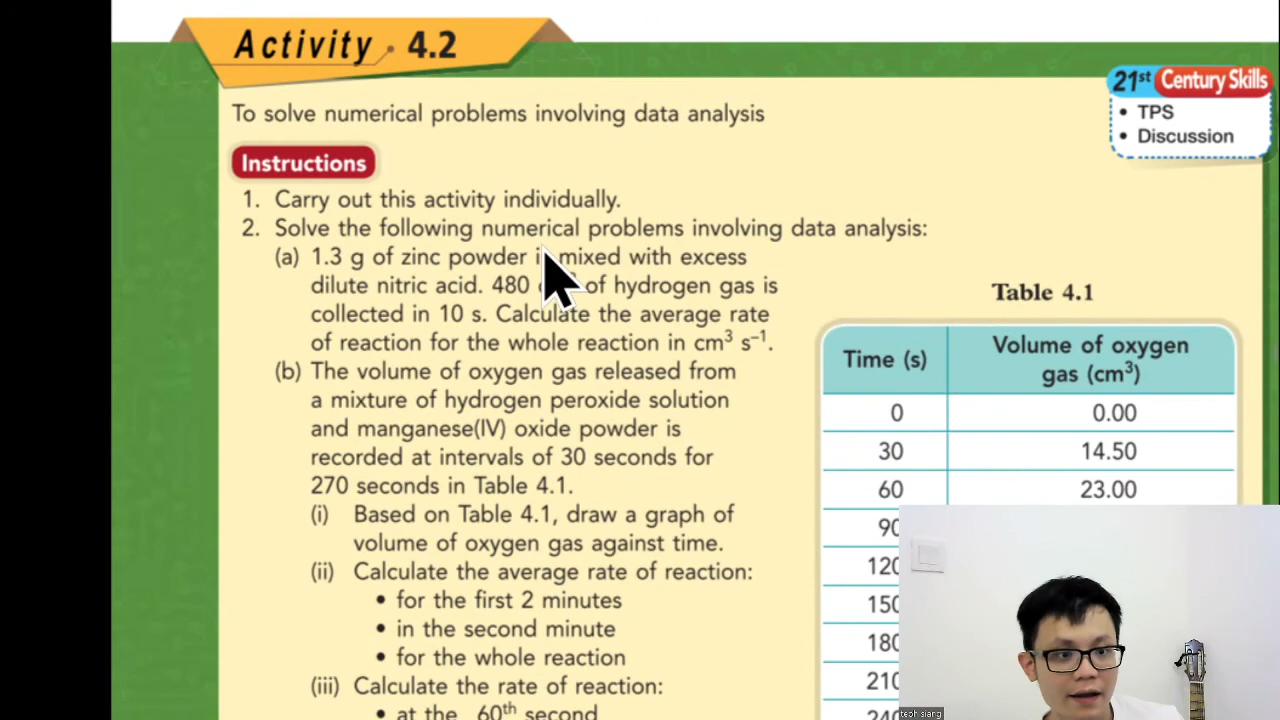 Activity 4.2
21st Century Skills
• TPS
• Discussion
To solve numerical problems involving data analysis
Instructions
1. Carry out this activity individually.
2. Solve the following numerical problems involving data analysis:
(a) 1.3 g of zinc powder mixed with excess
dilute nitric acid. 480 of hydrogen gas is
collected in 10 s. Calculate the average rate
of reaction for the whole reaction in cm³ s⁻¹.
(b) The volume of oxygen gas released from
a mixture of hydrogen peroxide solution
and manganese(IV) oxide powder is
recorded at intervals of 30 seconds for
270 seconds in Table 4.1.
(i) Based on Table 4.1, draw a graph of
volume of oxygen gas against time.
(ii) Calculate the average rate of reaction:
• for the first 2 minutes
• in the second minute
• for the whole reaction
(iii) Calculate the rate of reaction:
• at the 60th second
Table 4.1
Time (s) Volume of oxygen gas (cm³)
0 0.00
30 14.50
60 23.00
90
120
150
180
210
240
teoh siang